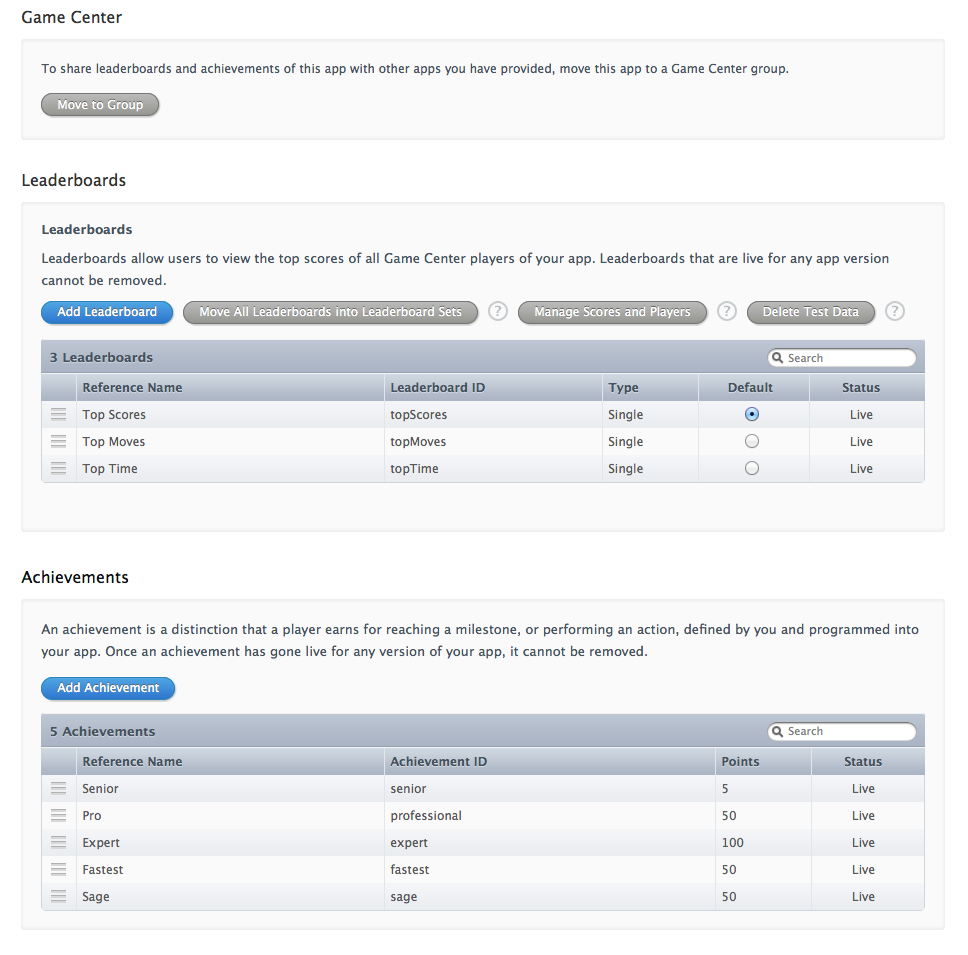 Game Center
To share leaderboards and achievements of this app with other apps you have provided, move this app to a Game Center group.
Move to Group
Leaderboards
Leaderboards
Leaderboards allow users to view the top scores of all Game Center players of your app. Leaderboards that are live for any app version
cannot be removed.
Add Leaderboard Move All Leaderboards into Leaderboard Sets ? Manage Scores and Players ? Delete Test Data ?
3 Leaderboards Search
Reference Name Leaderboard ID Type Default Status
Top Scores topScores Single Live
Top Moves topMoves Single Live
Top Time topTime Single Live
Achievements
An achievement is a distinction that a player earns for reaching a milestone, or performing an action, defined by you and programmed into
your app. Once an achievement has gone live for any version of your app, it cannot be removed.
Add Achievement
5 Achievements Search
Reference Name Achievement ID Points Status
Senior senior 5 Live
Pro professional 50 Live
Expert expert 100 Live
Fastest fastest 50 Live
Sage sage 50 Live